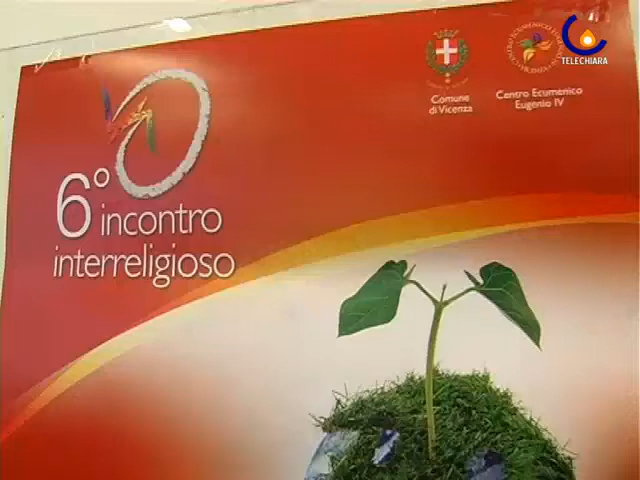 TELECHIARA
Comune
di Vicenza
Centro Ecumenico
Eugenio IV
6° incontro
interreligioso